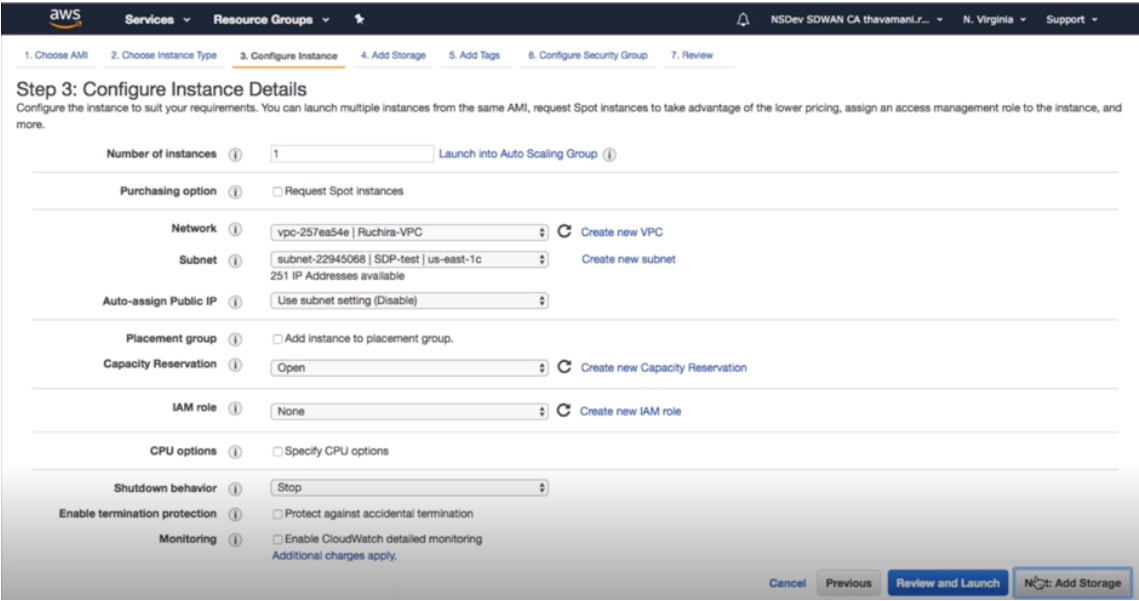 aws Services Resource Groups NSDev SDWAN CA thavamani.r... N. Virginia Support
1. Choose AMI 2. Choose Instance Type 3. Configure Instance 4. Add Storage 5. Add Tags 6. Configure Security Group 7. Review
Step 3: Configure Instance Details
Configure the instance to suit your requirements. You can launch multiple instances from the same AMI, request Spot instances to take advantage of the lower pricing, assign an access management role to the instance, and
more.
Number of instances 1 Launch into Auto Scaling Group
Purchasing option Request Spot instances
Network vpc-257ea54e | Ruchira-VPC Create new VPC
Subnet subnet-22945068 | SDP-test | us-east-1c Create new subnet
251 IP Addresses available
Auto-assign Public IP Use subnet setting (Disable)
Placement group Add instance to placement group.
Capacity Reservation Open Create new Capacity Reservation
IAM role None Create new IAM role
CPU options Specify CPU options
Shutdown behavior Stop
Enable termination protection Protect against accidental termination
Monitoring Enable CloudWatch detailed monitoring
Additional charges apply.
Cancel Previous Review and Launch Next: Add Storage